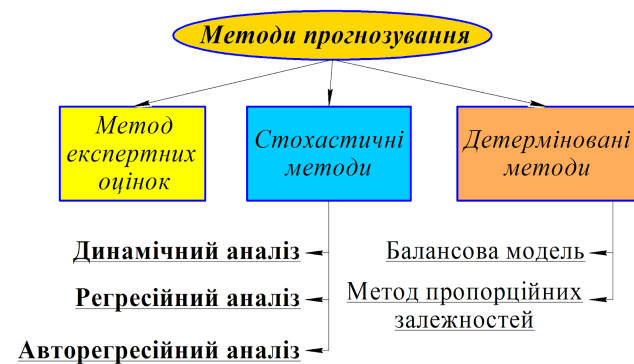 Методи прогнозування
Метод
експертних
оцінок
Стохастичні
методи
Детерміновані
методи
Динамічний аналіз
Регресійний аналіз
Авторегресійний аналіз
Балансова модель
Метод пропорційних
залежностей